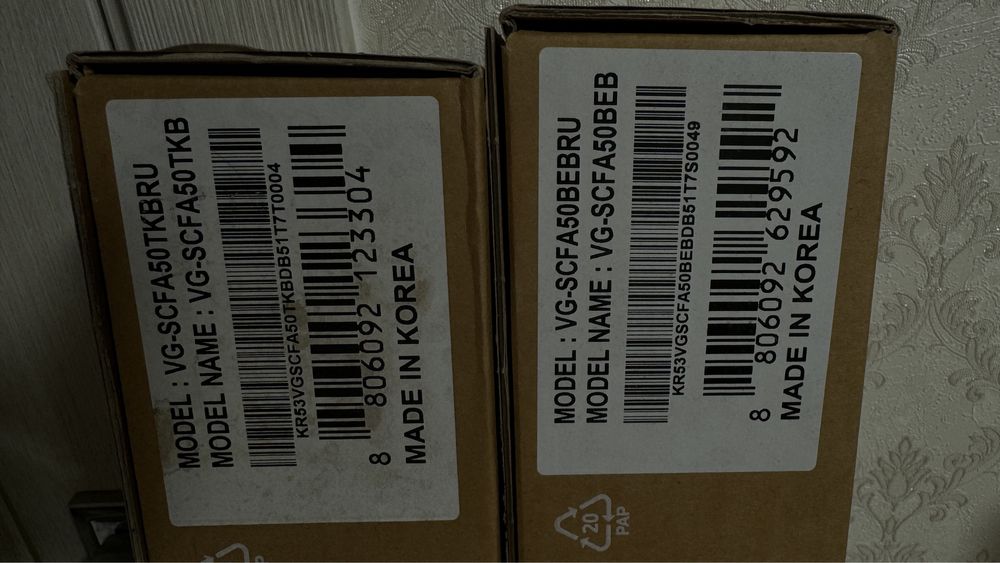 MODEL : VG-SCFA50TKBRU
MODEL NAME : VG-SCFA50TKB
KR53VGSCFA50TKBDB51T7T0004
8 806092 123304
MADE IN KOREA
MODEL : VG-SCFA50BEBRU
MODEL NAME : VG-SCFA50BEB
KR53VGSCFA50BEBDB51T7S0049
8 806092 629592
MADE IN KOREA
20
PAP